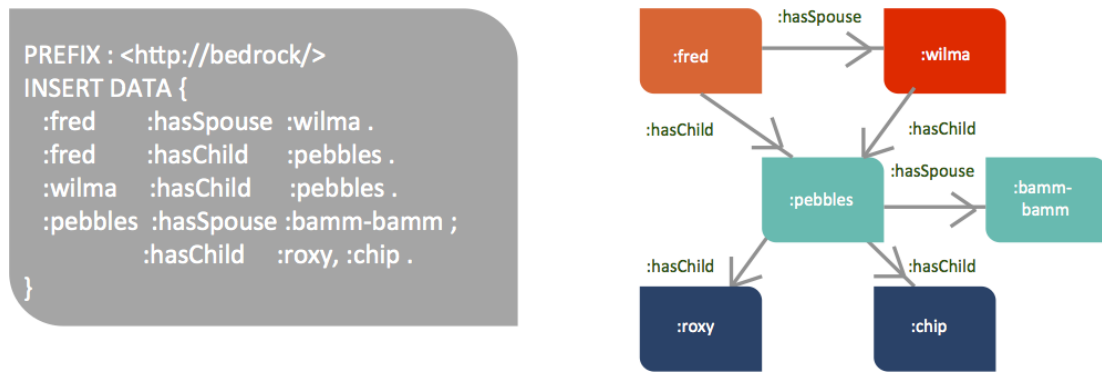 PREFIX : <http://bedrock/>
INSERT DATA {
:fred :hasSpouse :wilma .
:fred :hasChild :pebbles .
:wilma :hasChild :pebbles .
:pebbles :hasSpouse :bamm-bamm ;
:hasChild :roxy, :chip .
}
:hasSpouse
:fred
:wilma
:hasChild
:hasChild
:hasSpouse
:pebbles
:bamm-
bamm
:hasChild
:hasChild
:roxy
:chip